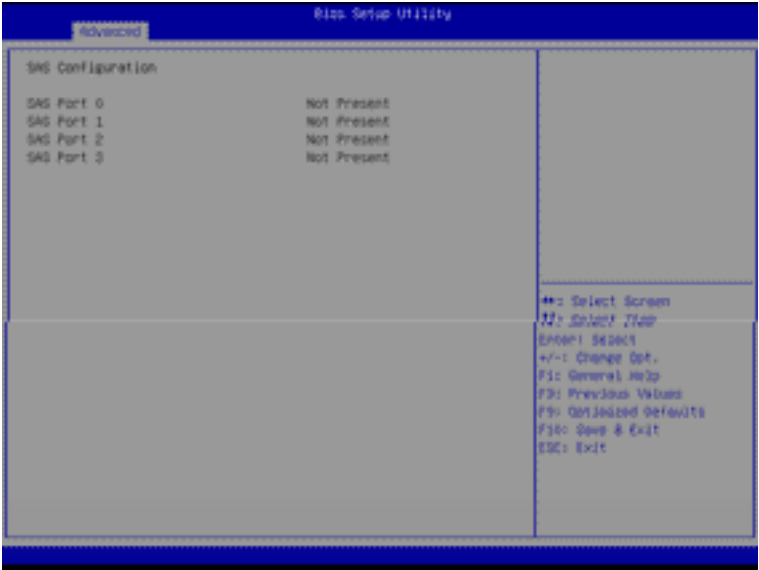 Bios Setup Utility
Advanced
SAS Configuration
SAS Port 0 Not Present
SAS Port 1 Not Present
SAS Port 2 Not Present
SAS Port 3 Not Present
: Select Screen
: Select Item
Enter: Select
+/-: Change Opt.
F1: General Help
F3: Previous Values
F9: Optimized Defaults
F10: Save & Exit
ESC: Exit